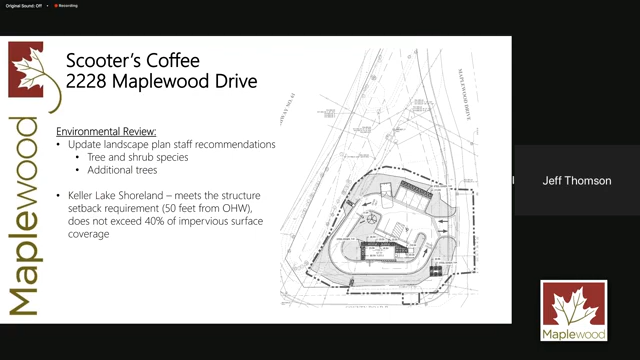 Original Sound: Off
Recording
Scooter's Coffee
2228 Maplewood Drive
Maplewood
Environmental Review:
• Update landscape plan staff recommendations
• Tree and shrub species
• Additional trees
• Keller Lake Shoreland – meets the structure
setback requirement (50 feet from OHW),
does not exceed 40% of impervious surface
coverage
MAPLEWOOD DRIVE
Jeff Thomson
Maplewood